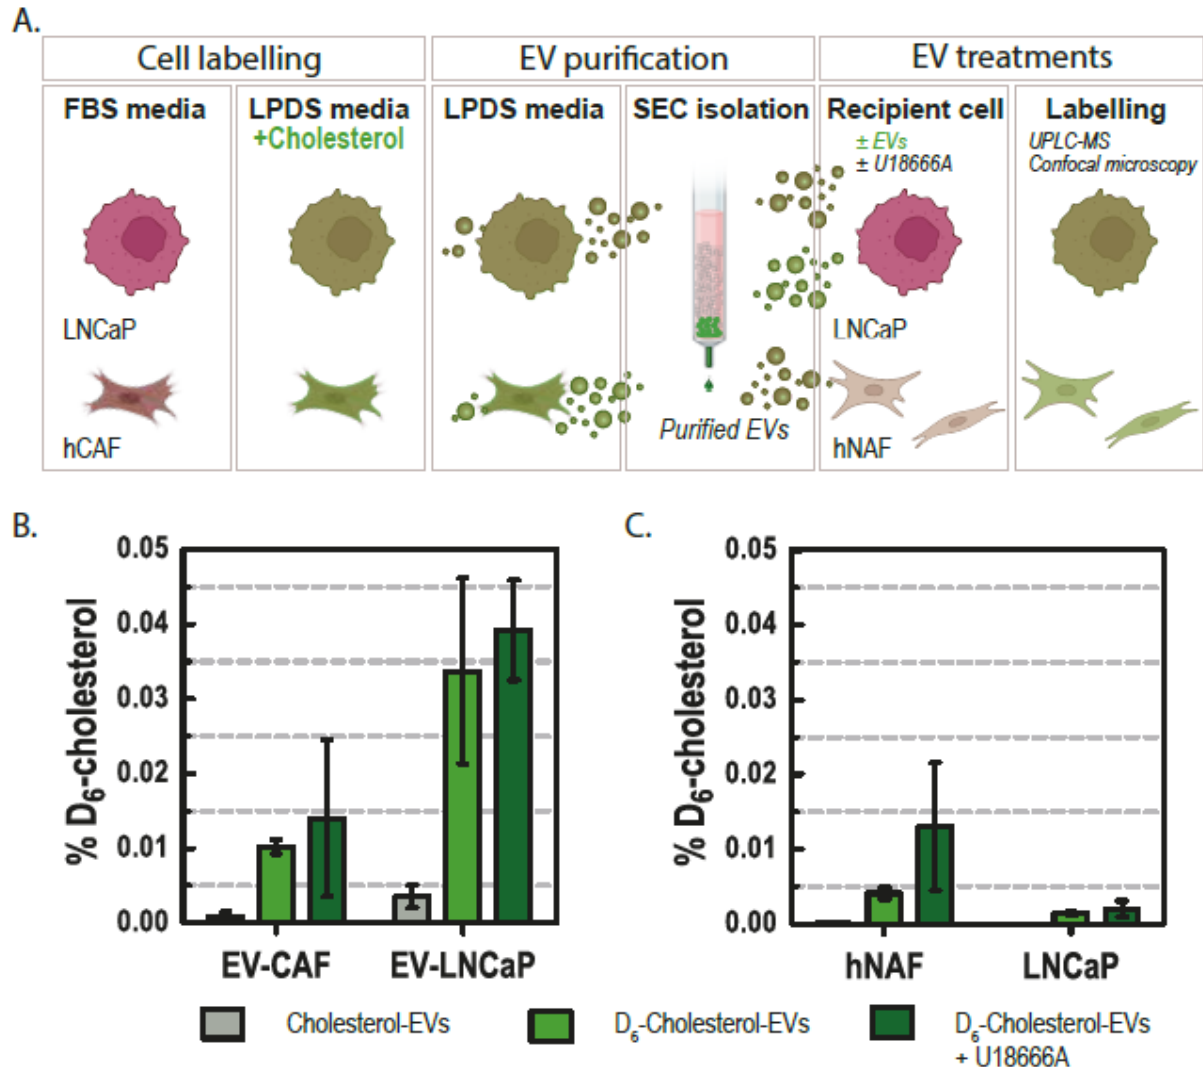 A.
Cell labelling
EV purification
EV treatments
FBS media
LPDS media
+Cholesterol
LPDS media
SEC isolation
Recipient cell
± EVs
± U18666A
Labelling
UPLC-MS
Confocal microscopy
LNCaP
LNCaP
hCAF
Purified EVs
hNAF
B.
0.05
0.04
0.03
0.02
0.01
0.00
% D6-cholesterol
EV-CAF
EV-LNCaP
C.
0.05
0.04
0.03
0.02
0.01
0.00
% D6-cholesterol
hNAF
LNCaP
Cholesterol-EVs
D6-Cholesterol-EVs
D6-Cholesterol-EVs
+ U18666A